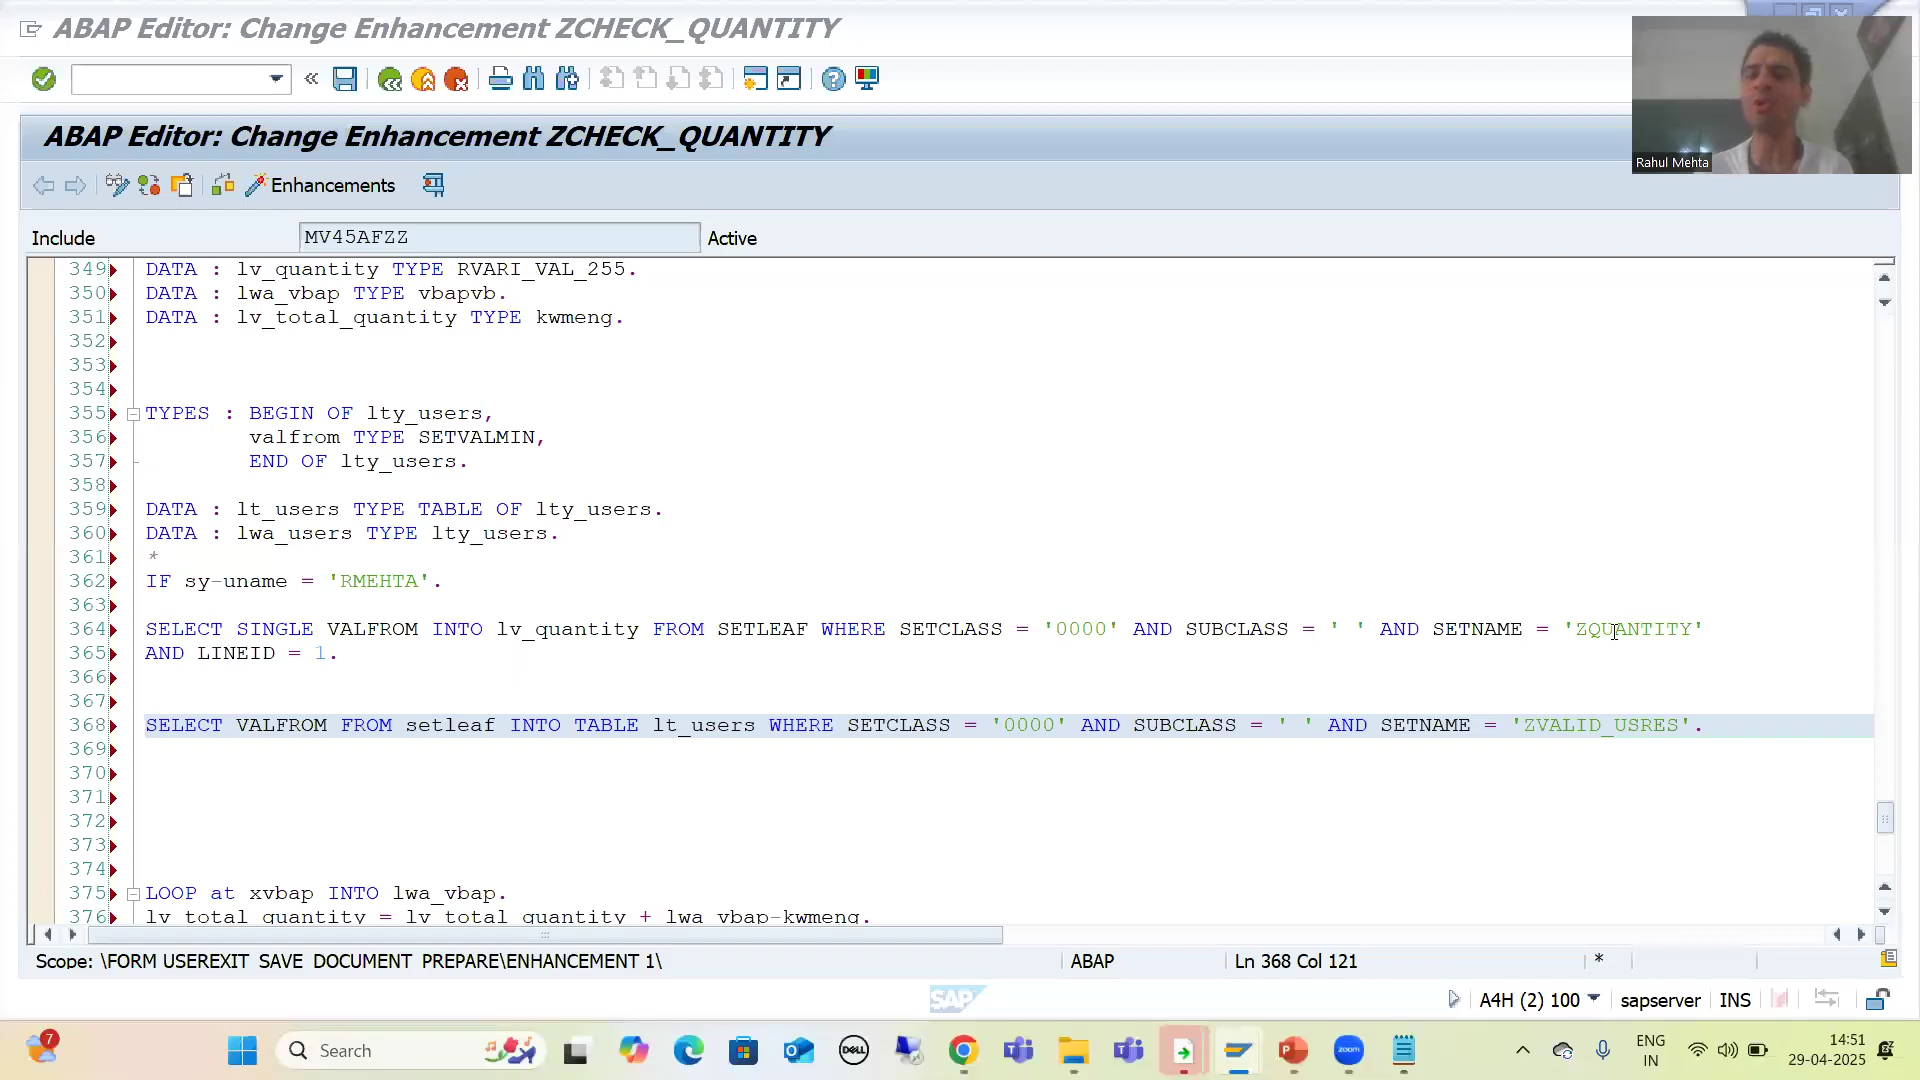 ABAP Editor: Change Enhancement ZCHECK_QUANTITY
ABAP Editor: Change Enhancement ZCHECK_QUANTITY
Enhancements
Include MV45AFZZ Active
349 DATA : lv_quantity TYPE RVARI_VAL_255.
350 DATA : lwa_vbap TYPE vbapvb.
351 DATA : lv_total_quantity TYPE kwmeng.
352
353
354
355 TYPES : BEGIN OF lty_users,
356 valfrom TYPE SETVALMIN,
357 END OF lty_users.
358
359 DATA : lt_users TYPE TABLE OF lty_users.
360 DATA : lwa_users TYPE lty_users.
361 *
362 IF sy-uname = 'RMEHTA'.
363
364 SELECT SINGLE VALFROM INTO lv_quantity FROM SETLEAF WHERE SETCLASS = '0000' AND SUBCLASS = ' ' AND SETNAME = 'ZQUANTITY'
365 AND LINEID = 1.
366
367
368 SELECT VALFROM FROM setleaf INTO TABLE lt_users WHERE SETCLASS = '0000' AND SUBCLASS = ' ' AND SETNAME = 'ZVALID_USRES'.
369
370
371
372
373
374
375 LOOP at xvbap INTO lwa_vbap.
376 lv_total_quantity = lv_total_quantity + lwa_vbap-kwmeng.
Scope: \FORM USEREXIT_SAVE_DOCUMENT_PREPARE\ENHANCEMENT 1\ ABAP Ln 368 Col 121 *
SAP A4H (2) 100 sapserver INS
Rahul Mehta
7 Search DELL zoom ENG
IN
14:51
29-04-2025